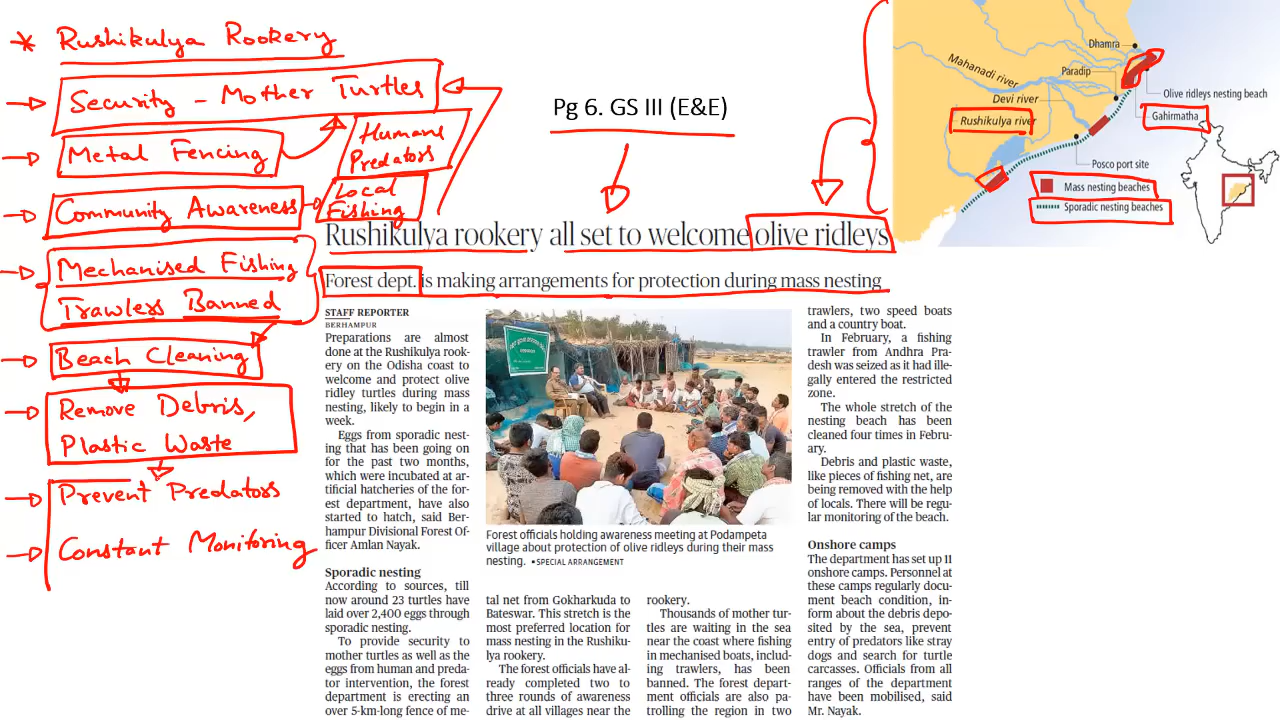 * Rushikulya Rookery
→ Security - Mother Turtles
→ Metal Fencing
Humans
Predators
→ Community Awareness
Local
Fishing
→ Mechanised Fishing
Trawlers Banned
→ Beach Cleaning
→ Remove Debris,
Plastic Waste
→ Prevent Predators
→ Constant Monitoring
Pg 6. GS III (E&E)
Dhamra
Mahanadi river
Paradip
Devi river
Olive ridleys nesting beach
Rushikulya river
Gahirmatha
Posco port site
Mass nesting beaches
Sporadic nesting beaches
Rushikulya rookery all set to welcome olive ridleys
Forest dept. is making arrangements for protection during mass nesting
STAFF REPORTER
BERHAMPUR
Preparations are almost
done at the Rushikulya rook-
ery on the Odisha coast to
welcome and protect olive
ridley turtles during mass
nesting, likely to begin in a
week.
Eggs from sporadic nest-
ing that has been going on
for the past two months,
which were incubated at ar-
tificial hatcheries of the for-
est department, have also
started to hatch, said Ber-
hampur Divisional Forest Of-
ficer Amlan Nayak.
Sporadic nesting
According to sources, till
now around 23 turtles have
laid over 2,400 eggs through
sporadic nesting.
To provide security to
mother turtles as well as the
eggs from human and preda-
tor intervention, the forest
department is erecting an
over 5-km-long fence of me-
Forest officials holding awareness meeting at Podampeta
village about protection of olive ridleys during their mass
nesting. •SPECIAL ARRANGEMENT
tal net from Gokharkuda to
Bateswar. This stretch is the
most preferred location for
mass nesting in the Rushiku-
lya rookery.
The forest officials have al-
ready completed two to
three rounds of awareness
drive at all villages near the
rookery.
Thousands of mother tur-
tles are waiting in the sea
near the coast where fishing
in mechanised boats, includ-
ing trawlers, has been
banned. The forest depart-
ment officials are also pa-
trolling the region in two
trawlers, two speed boats
and a country boat.
In February, a fishing
trawler from Andhra Pra-
desh was seized as it had ille-
gally entered the restricted
zone.
The whole stretch of the
nesting beach has been
cleaned four times in Febru-
ary.
Debris and plastic waste,
like pieces of fishing net, are
being removed with the help
of locals. There will be regu-
lar monitoring of the beach.
Onshore camps
The department has set up 11
onshore camps. Personnel at
these camps regularly docu-
ment beach condition, in-
form about the debris depo-
sited by the sea, prevent
entry of predators like stray
dogs and search for turtle
carcasses. Officials from all
ranges of the department
have been mobilised, said
Mr. Nayak.